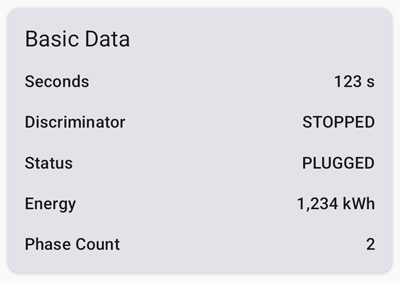 Basic Data
Seconds 123 s
Discriminator STOPPED
Status PLUGGED
Energy 1,234 kWh
Phase Count 2